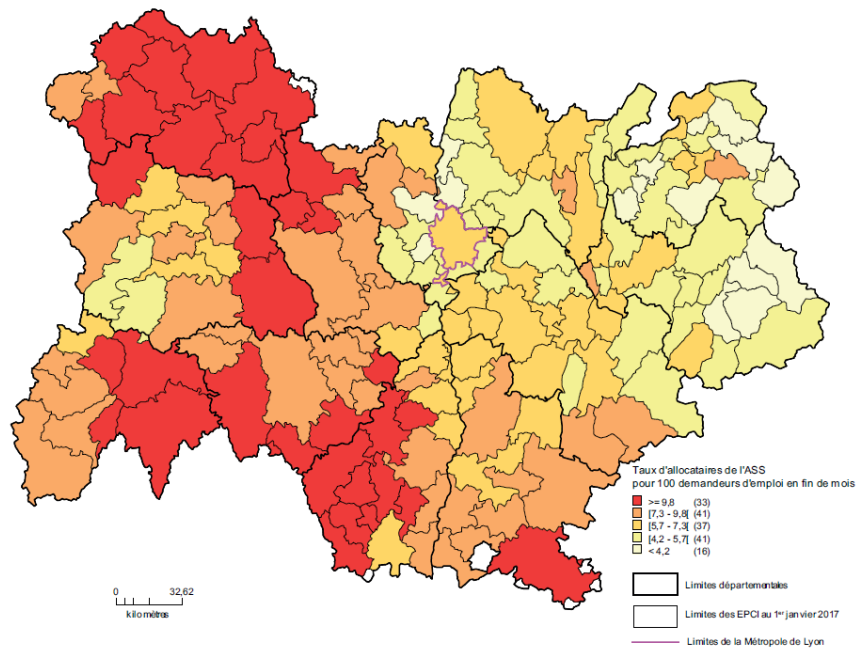 Taux d'allocataires de l'ASS
pour 100 demandeurs d'emploi en fin de mois
>= 9,8 (33)
[7,3 - 9,8[ (41)
[5,7 - 7,3[ (37)
[4,2 - 5,7[ (41)
< 4,2 (16)
0 32,62
kilomètres
Limites départementales
Limites des EPCI au 1er janvier 2017
Limites de la Métropole de Lyon